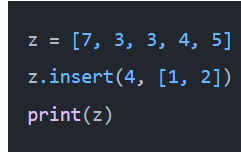 z = [7, 3, 3, 4, 5]
z.insert(4, [1, 2])
print(z)